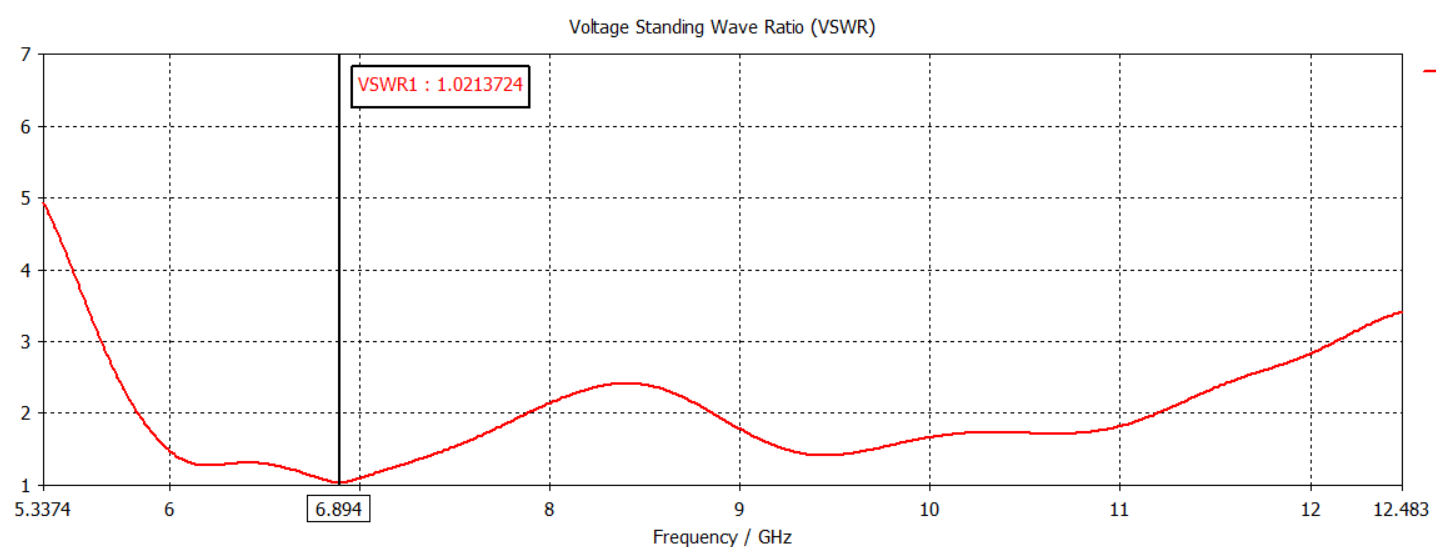 Voltage Standing Wave Ratio (VSWR)
7
VSWR1 : 1.0213724
6
5
4
3
2
1
5.3374 6 6.894 8 9 10 11 12 12.483
Frequency / GHz